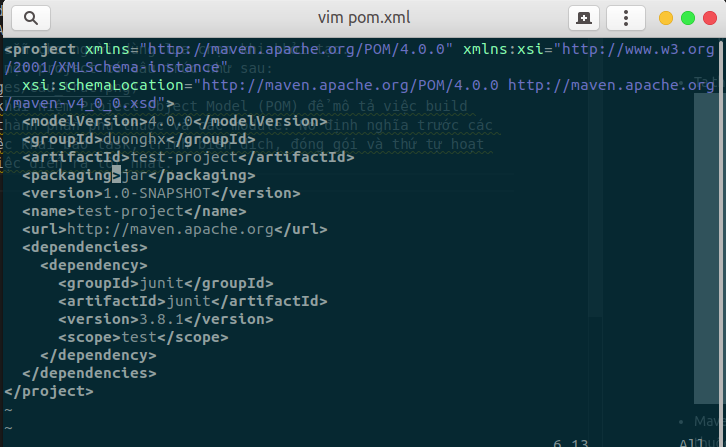 vim pom.xml
<project xmlns="http://maven.apache.org/POM/4.0.0" xmlns:xsi="http://www.w3.org
/2001/XMLSchema-instance"
  xsi:schemaLocation="http://maven.apache.org/POM/4.0.0 http://maven.apache.org
/maven-v4_0_0.xsd">
  <modelVersion>4.0.0</modelVersion>
  <groupId>duonghx</groupId>
  <artifactId>test-project</artifactId>
  <packaging>jar</packaging>
  <version>1.0-SNAPSHOT</version>
  <name>test-project</name>
  <url>http://maven.apache.org</url>
  <dependencies>
    <dependency>
      <groupId>junit</groupId>
      <artifactId>junit</artifactId>
      <version>3.8.1</version>
      <scope>test</scope>
    </dependency>
  </dependencies>
</project>
~
~
6,13 All